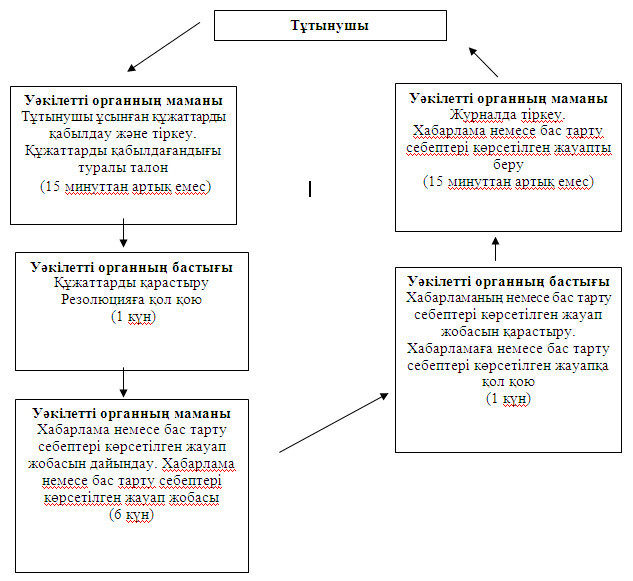 Тұтынушы
Уәкілетті органның маманы
Тұтынушы ұсынған құжаттарды
қабылдау және тіркеу.
Құжаттарды қабылдағандығы
туралы талон
(15 минуттан артық емес)
Уәкілетті органның бастығы
Құжаттарды қарастыру
Резолюцияға қол қою
(1 күн)
Уәкілетті органның маманы
Хабарлама немесе бас тарту
себептері көрсетілген жауап
жобасын дайындау. Хабарлама
немесе бас тарту себептері
көрсетілген жауап жобасы
(6 күн)
Уәкілетті органның бастығы
Хабарламаның немесе бас тарту
себептері көрсетілген жауап
жобасын қарастыру.
Хабарламаға немесе бас тарту
себептері көрсетілген жауапқа
қол қою
(1 күн)
Уәкілетті органның маманы
Журналда тіркеу.
Хабарлама немесе бас тарту
себептері көрсетілген жауапты
беру
(15 минуттан артық емес)